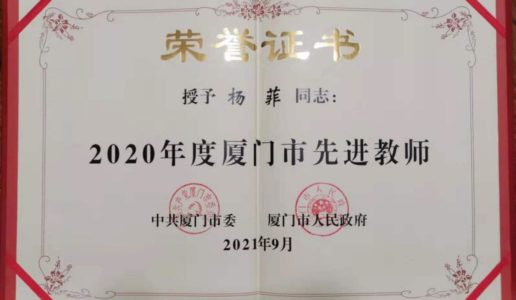 荣誉证书
授予 杨菲 同志：
2020年度厦门市先进教师
中共厦门市委 厦门市人民政府
2021年9月